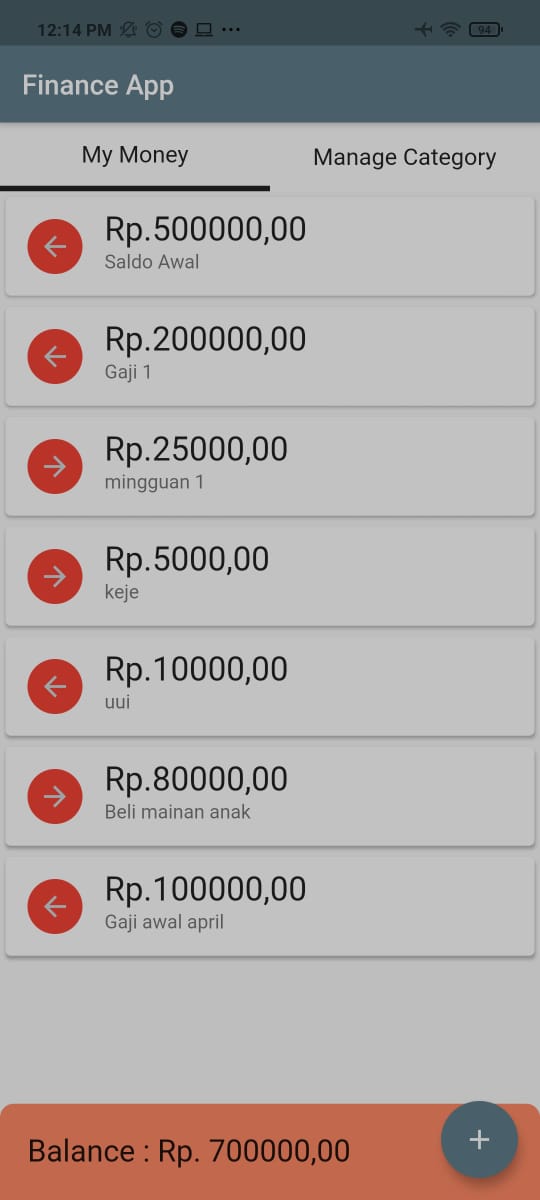 12:14 PM
94
Finance App
My Money
Manage Category
Rp.500000,00
Saldo Awal
Rp.200000,00
Gaji 1
Rp.25000,00
mingguan 1
Rp.5000,00
keje
Rp.10000,00
uui
Rp.80000,00
Beli mainan anak
Rp.100000,00
Gaji awal april
Balance : Rp. 700000,00